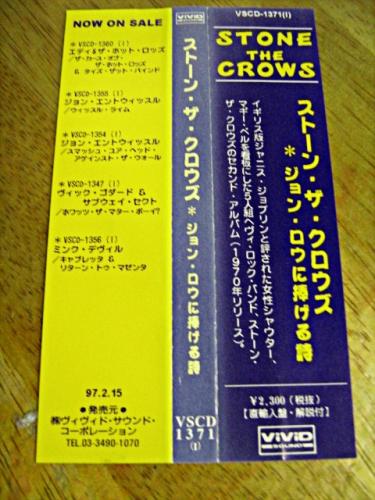 NOW ON SALE
* VSCD-1360 (I)
エディ&ザ・ホット・ロッズ
/ザ・カース・オブ・
ザ・ホット・ロッズ
& タイズ・ザット・バインド
* VSCD-1355 (I)
ジョン・エントウィッスル
/ウィッスル・ライム
* VSCD-1354 (I)
ジョン・エントウィッスル
/スマッシュ・ユア・ヘッド・
アゲインスト・ザ・ウォール
* VSCD-1347 (I)
ヴィック・ゴダード &
サブウェイ・セクト
/ホワッツ・ザ・マター・ボーイ?
* VSCD-1356 (I)
ミンク・デヴィル
/キャブレッタ &
リターン・トゥ・マゼンタ
97.2.15
● 発売元 ●
㈱ヴィヴィド・サウンド・
コーポレーション
TEL.03-3490-1070
ViViD
SOUND
ストーン・ザ・クロウズ * ジョン・ロウに捧げる詩
VSCD
1371
(I)
VSCD-1371(I)
STONE
THE
CROWS
ストーン・ザ・クロウズ
* ジョン・ロウに捧げる詩
イギリス版ジャニス・ジョプリンと評された女性シャウター、
マギー・ベルを看板にした5人組ヘヴィ・ロック・バンド、ストーン・
ザ・クロウズのセカンド・アルバム(1970年リリース)。
¥2,300 (税抜)
【直輸入盤・解説付】
ViViD
SOUND